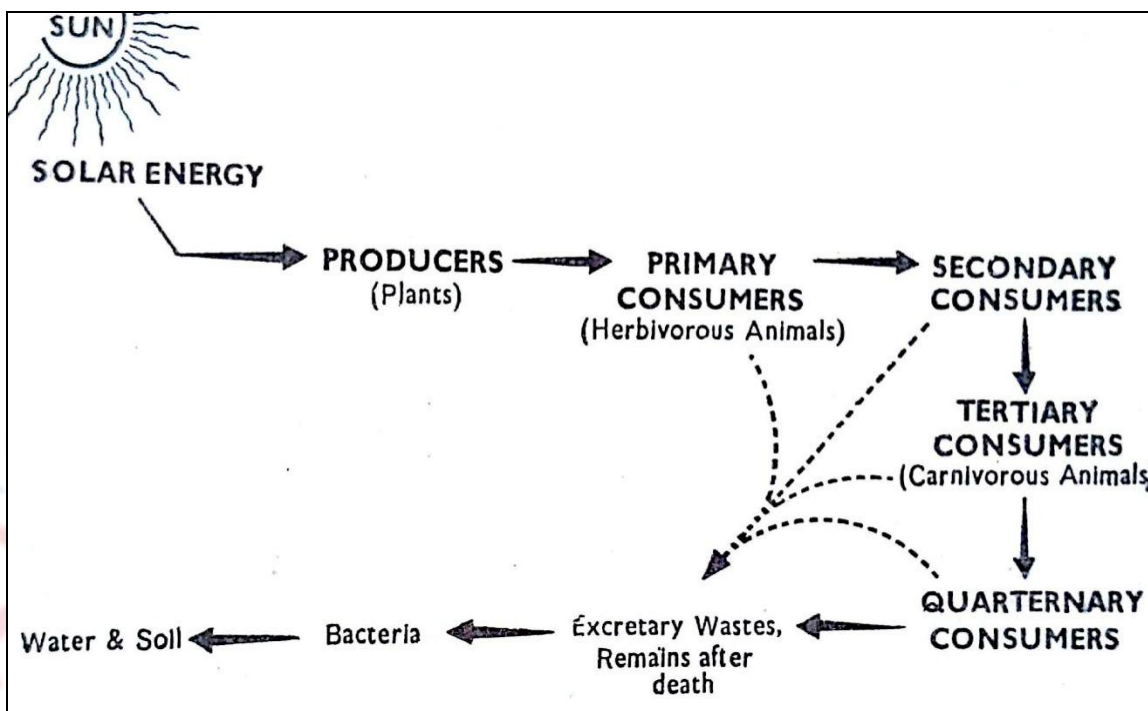 SUN
SOLAR ENERGY
PRODUCERS
(Plants)
PRIMARY
CONSUMERS
(Herbivorous Animals)
SECONDARY
CONSUMERS
TERTIARY
CONSUMERS
(Carnivorous Animals)
QUARTERNARY
CONSUMERS
Excretary Wastes,
Remains after
death
Bacteria
Water & Soil